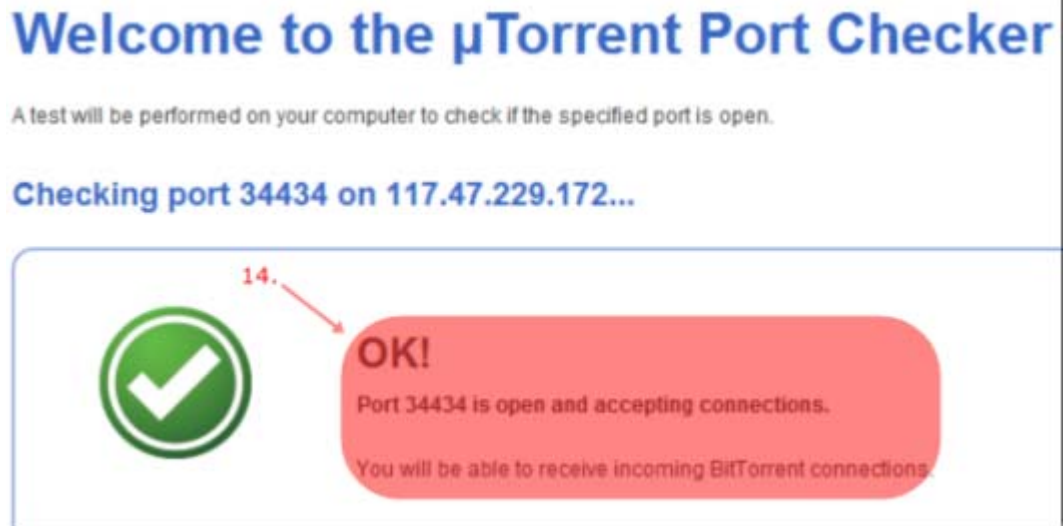 Welcome to the µTorrent Port Checker
A test will be performed on your computer to check if the specified port is open.
Checking port 34434 on 117.47.229.172...
14.
OK!
Port 34434 is open and accepting connections.
You will be able to receive incoming BitTorrent connections.